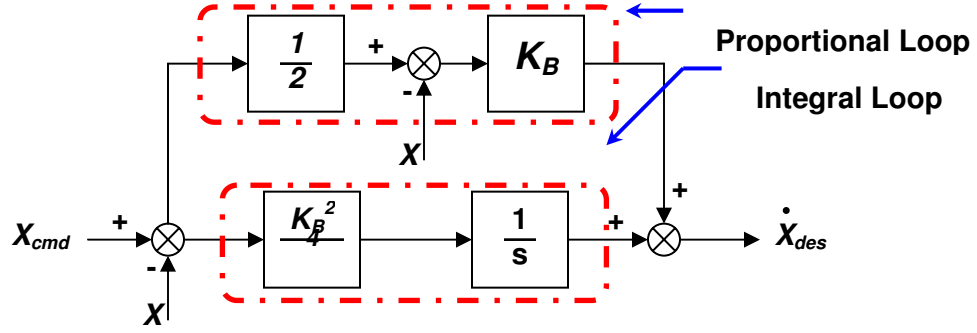 Proportional Loop
Integral Loop
1
2
+
-
K_B
X
X_cmd
+
-
X
K_B^2
4
1
s
+
+
Ẋ_des